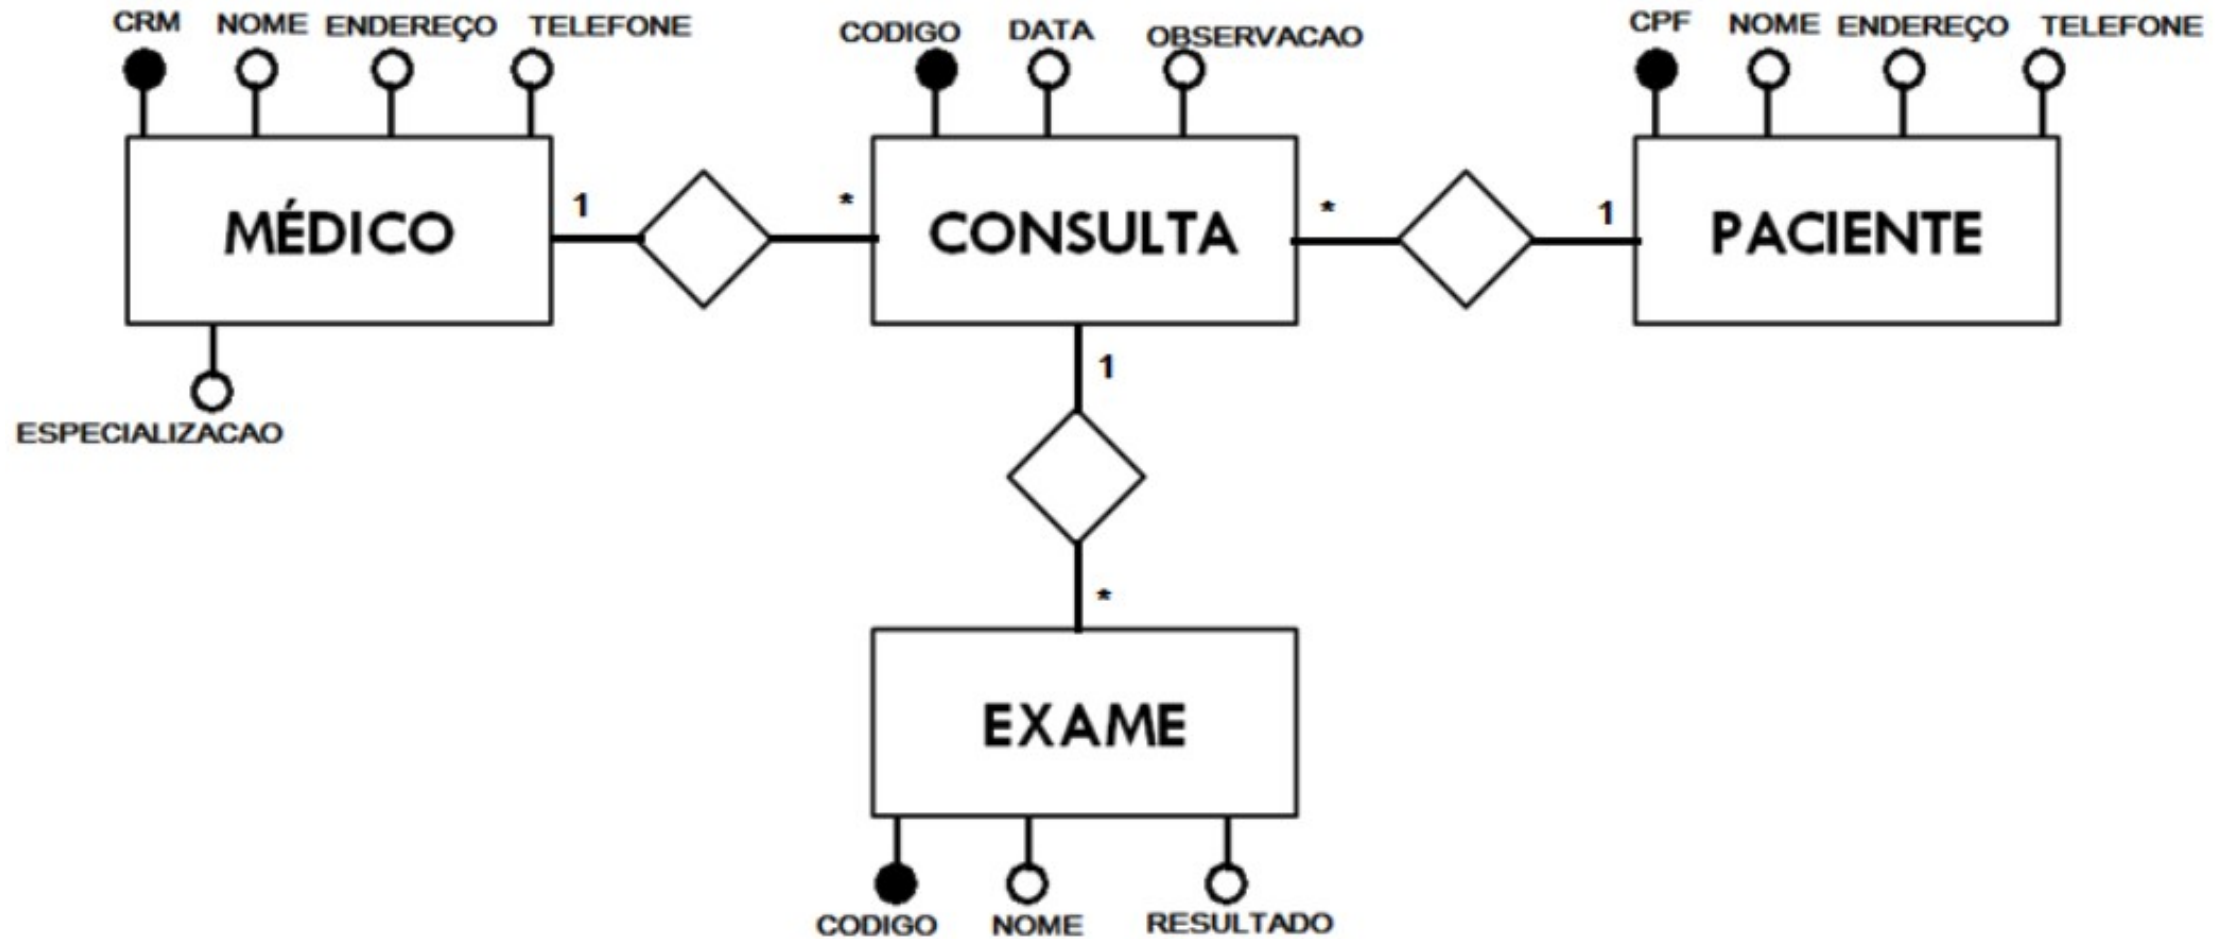 CRM NOME ENDEREÇO TELEFONE
CODIGO DATA OBSERVACAO
CPF NOME ENDEREÇO TELEFONE
MÉDICO
1
*
CONSULTA
*
1
PACIENTE
ESPECIALIZACAO
1
*
EXAME
CODIGO NOME RESULTADO